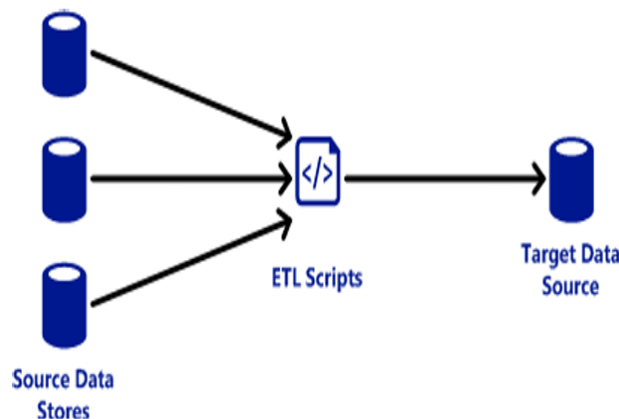 </>
ETL Scripts
Target Data
Source
Source Data
Stores